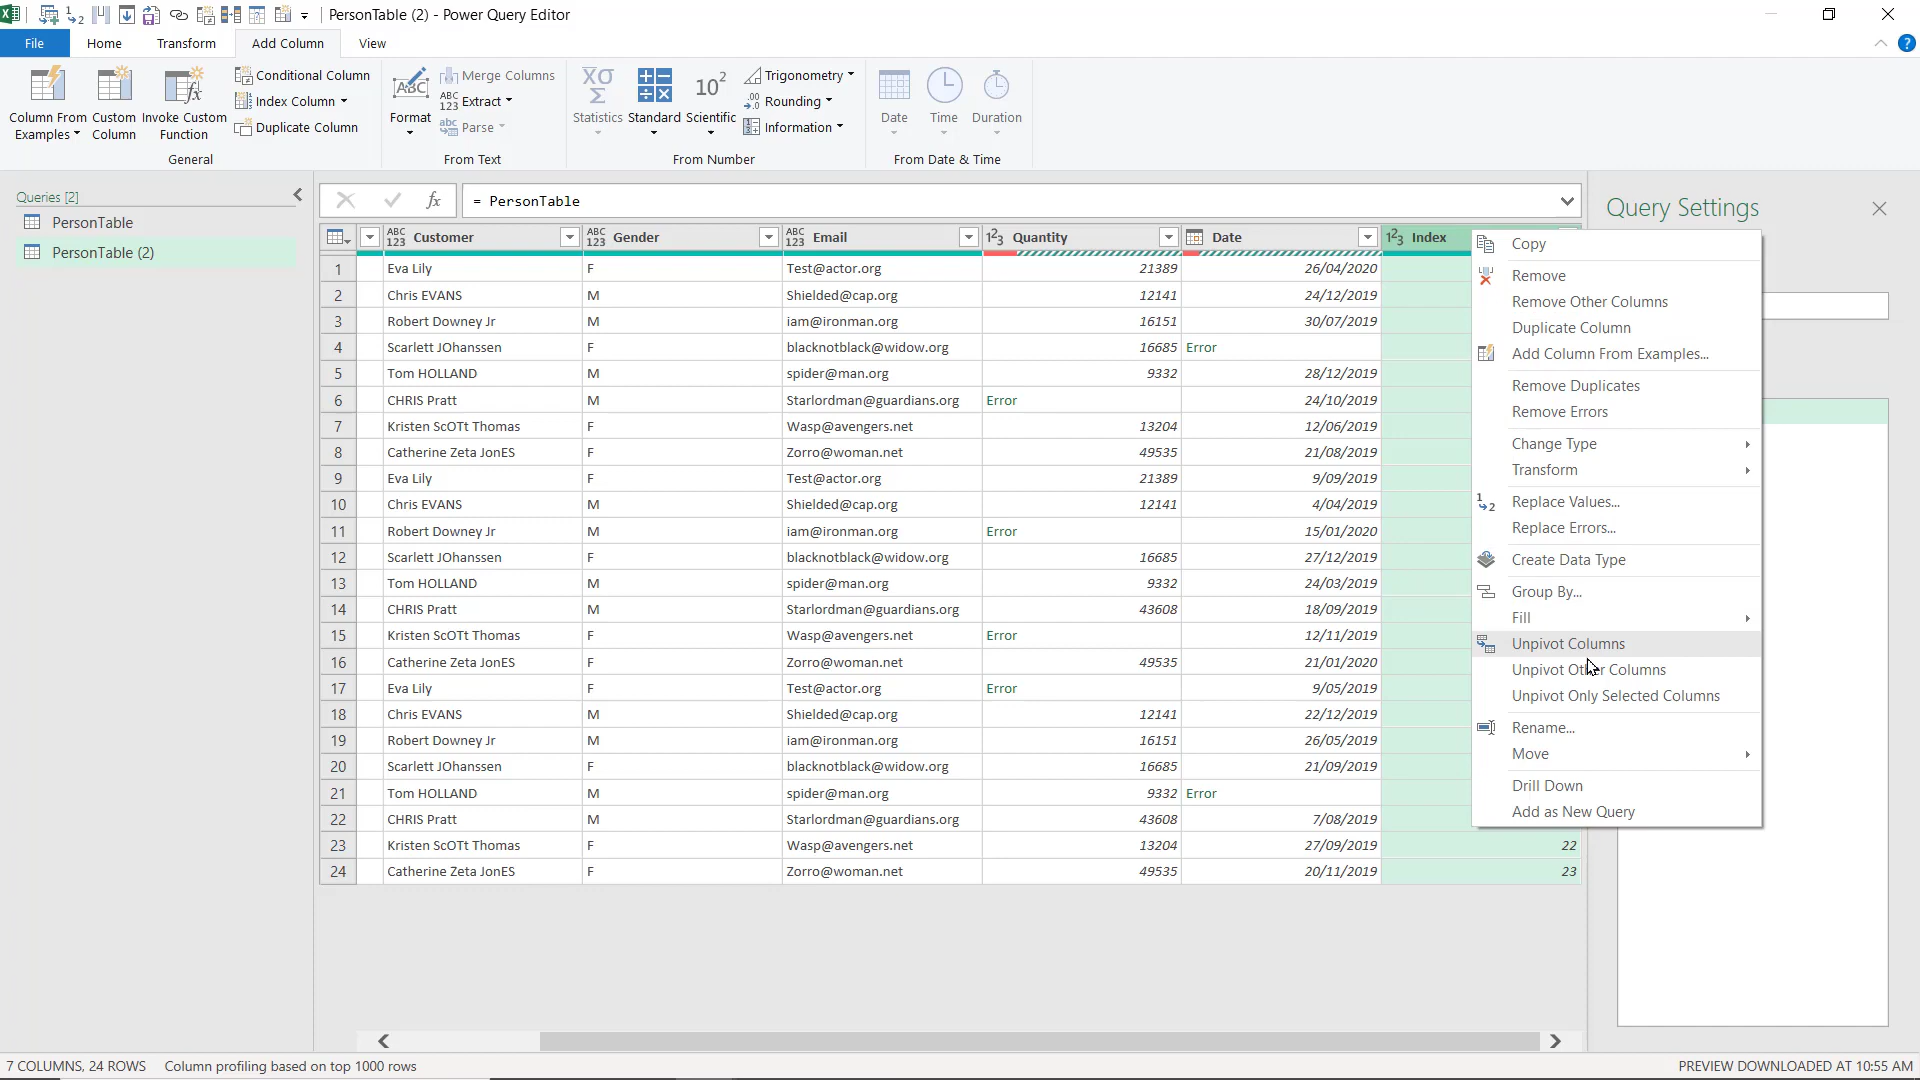 PersonTable (2) - Power Query Editor
File Home Transform Add Column View
Column From Examples
Custom Column
Invoke Custom Function
Conditional Column
Index Column
Duplicate Column
General
Format
Merge Columns
Extract
Parse
From Text
Statistics
Standard
Scientific
Trigonometry
Rounding
Information
From Number
Date
Time
Duration
From Date & Time
Queries [2]
PersonTable
PersonTable (2)
= PersonTable
Query Settings
Customer Gender Email Quantity Date Index
1 Eva Lily F Test@actor.org 21389 26/04/2020
2 Chris EVANS M Shielded@cap.org 12141 24/12/2019
3 Robert Downey Jr M iam@ironman.org 16151 30/07/2019
4 Scarlett JOhanssen F blacknotblack@widow.org 16685 Error
5 Tom HOLLAND M spider@man.org 9332 28/12/2019
6 CHRIS Pratt M Starlordman@guardians.org Error 24/10/2019
7 Kristen ScOTt Thomas F Wasp@avengers.net 13204 12/06/2019
8 Catherine Zeta JonES F Zorro@woman.net 49535 21/08/2019
9 Eva Lily F Test@actor.org 21389 9/09/2019
10 Chris EVANS M Shielded@cap.org 12141 4/04/2019
11 Robert Downey Jr M iam@ironman.org Error 15/01/2020
12 Scarlett JOhanssen F blacknotblack@widow.org 16685 27/12/2019
13 Tom HOLLAND M spider@man.org 9332 24/03/2019
14 CHRIS Pratt M Starlordman@guardians.org 43608 18/09/2019
15 Kristen ScOTt Thomas F Wasp@avengers.net Error 12/11/2019
16 Catherine Zeta JonES F Zorro@woman.net 49535 21/01/2020
17 Eva Lily F Test@actor.org Error 9/05/2019
18 Chris EVANS M Shielded@cap.org 12141 22/12/2019
19 Robert Downey Jr M iam@ironman.org 16151 26/05/2019
20 Scarlett JOhanssen F blacknotblack@widow.org 16685 21/09/2019
21 Tom HOLLAND M spider@man.org 9332 Error
22 CHRIS Pratt M Starlordman@guardians.org 43608 7/08/2019
23 Kristen ScOTt Thomas F Wasp@avengers.net 13204 27/09/2019 22
24 Catherine Zeta JonES F Zorro@woman.net 49535 20/11/2019 23
Copy
Remove
Remove Other Columns
Duplicate Column
Add Column From Examples...
Remove Duplicates
Remove Errors
Change Type
Transform
Replace Values...
Replace Errors...
Create Data Type
Group By...
Fill
Unpivot Columns
Unpivot Other Columns
Unpivot Only Selected Columns
Rename...
Move
Drill Down
Add as New Query
7 COLUMNS, 24 ROWS Column profiling based on top 1000 rows PREVIEW DOWNLOADED AT 10:55 AM